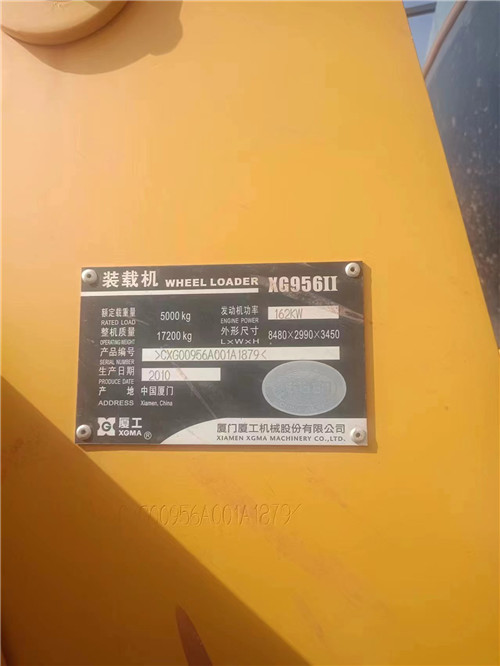 装载机 WHEEL LOADER XG956II
额定载重量 RATED LOAD 5000kg 发动机功率 ENGINE POWER 162KW
整机质量 OPERATING WEIGHT 17200kg 外形尺寸 L×W×H 8480×2990×3450
产品编号 SERIAL NUMBER >CXG00956A001A1879<
生产日期 PRODUCE DATE 2010
产 地 中国厦门
ADDRESS Xiamen, China
厦工 XGMA ®
厦门厦工机械股份有限公司
XIAMEN XGMA MACHINERY CO.,LTD.
0956A001A1879<